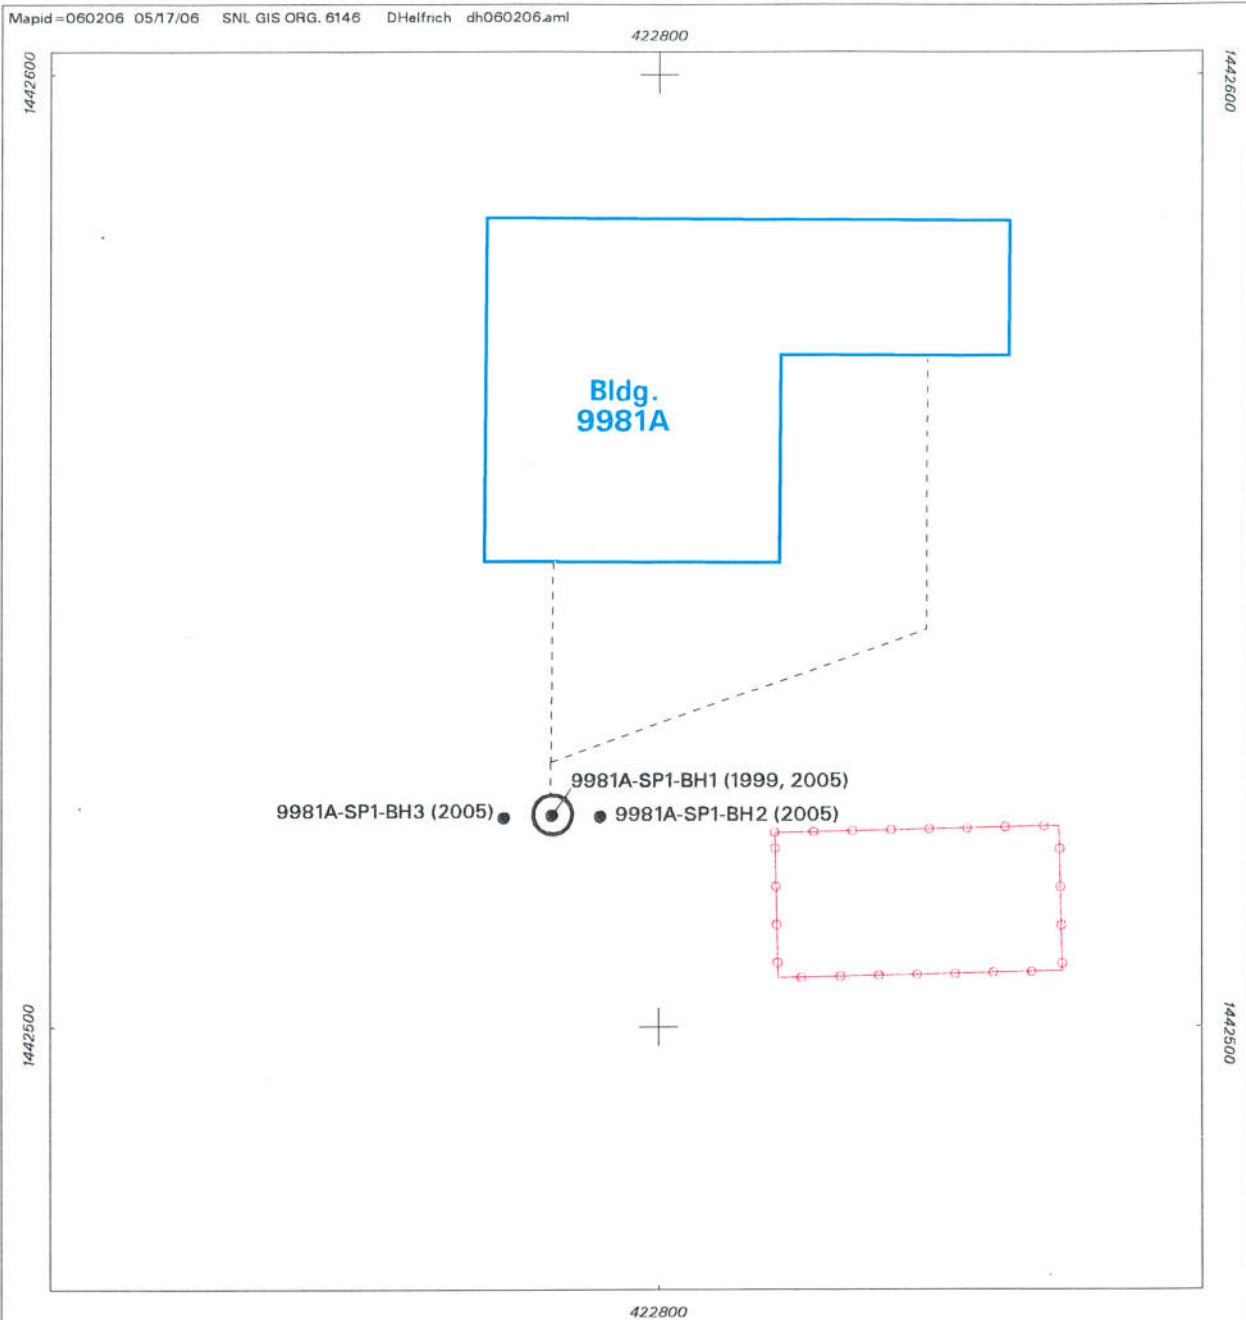 Mapid=060206 05/17/06 SNL GIS ORG. 6146 DHelfrich dh060206.aml
422800
1442600
1442600
Bldg.
9981A
9981A-SP1-BH1 (1999, 2005)
9981A-SP1-BH3 (2005)
9981A-SP1-BH2 (2005)
1442500
1442500
422800